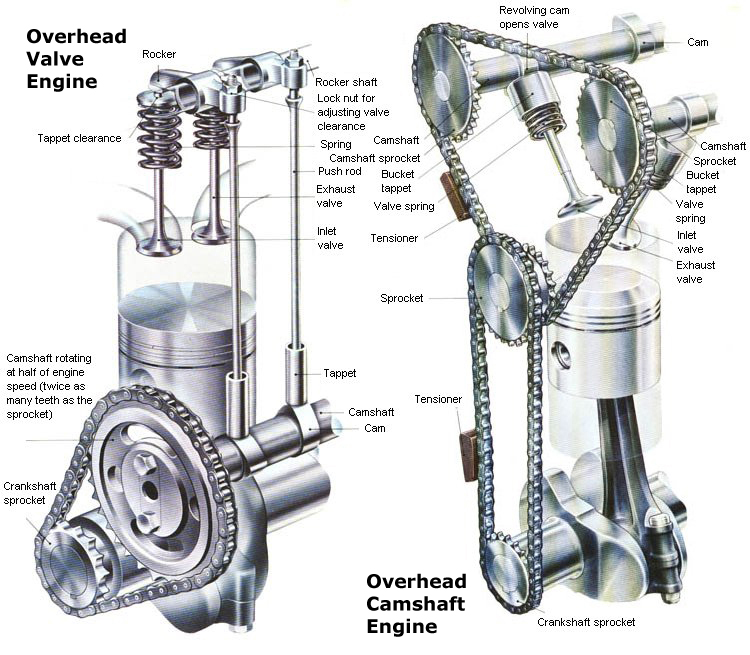 Overhead
Valve
Engine
Rocker
Rocker shaft
Lock nut for
adjusting valve
clearance
Tappet clearance
Spring
Push rod
Exhaust
valve
Inlet
valve
Camshaft rotating
at half of engine
speed (twice as
many teeth as the
sprocket)
Tappet
Camshaft
Cam
Crankshaft
sprocket
Revolving cam
opens valve
Cam
Camshaft
Camshaft sprocket
Bucket
tappet
Valve spring
Tensioner
Camshaft
Sprocket
Bucket
tappet
Valve
spring
Inlet
valve
Exhaust
valve
Sprocket
Tensioner
Overhead
Camshaft
Engine
Crankshaft sprocket